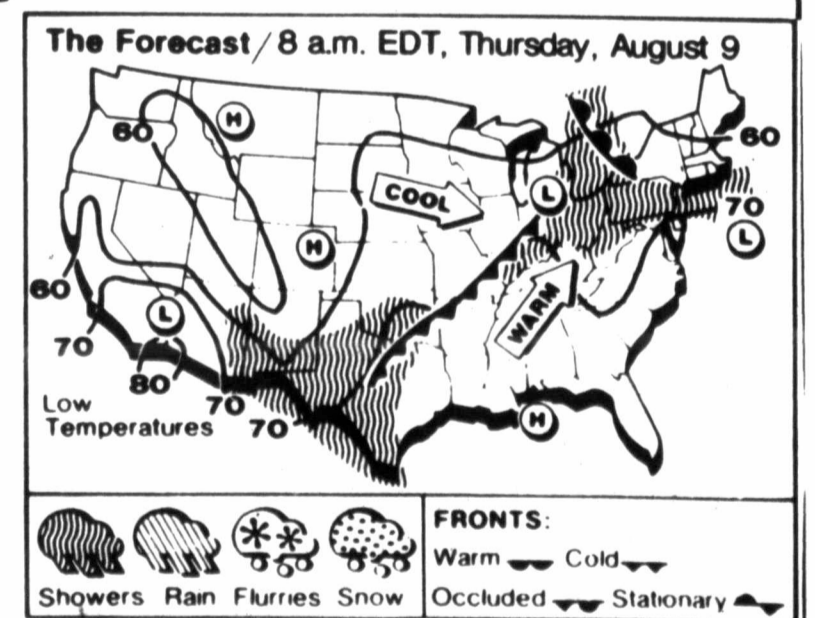 The Forecast / 8 a.m. EDT, Thursday, August 9
H
60
60
COOL
L
70
H
L
60
L
WARM
70
80
70
70
H
Low
Temperatures
Showers Rain Flurries Snow
FRONTS:
Warm Cold
Occluded Stationary